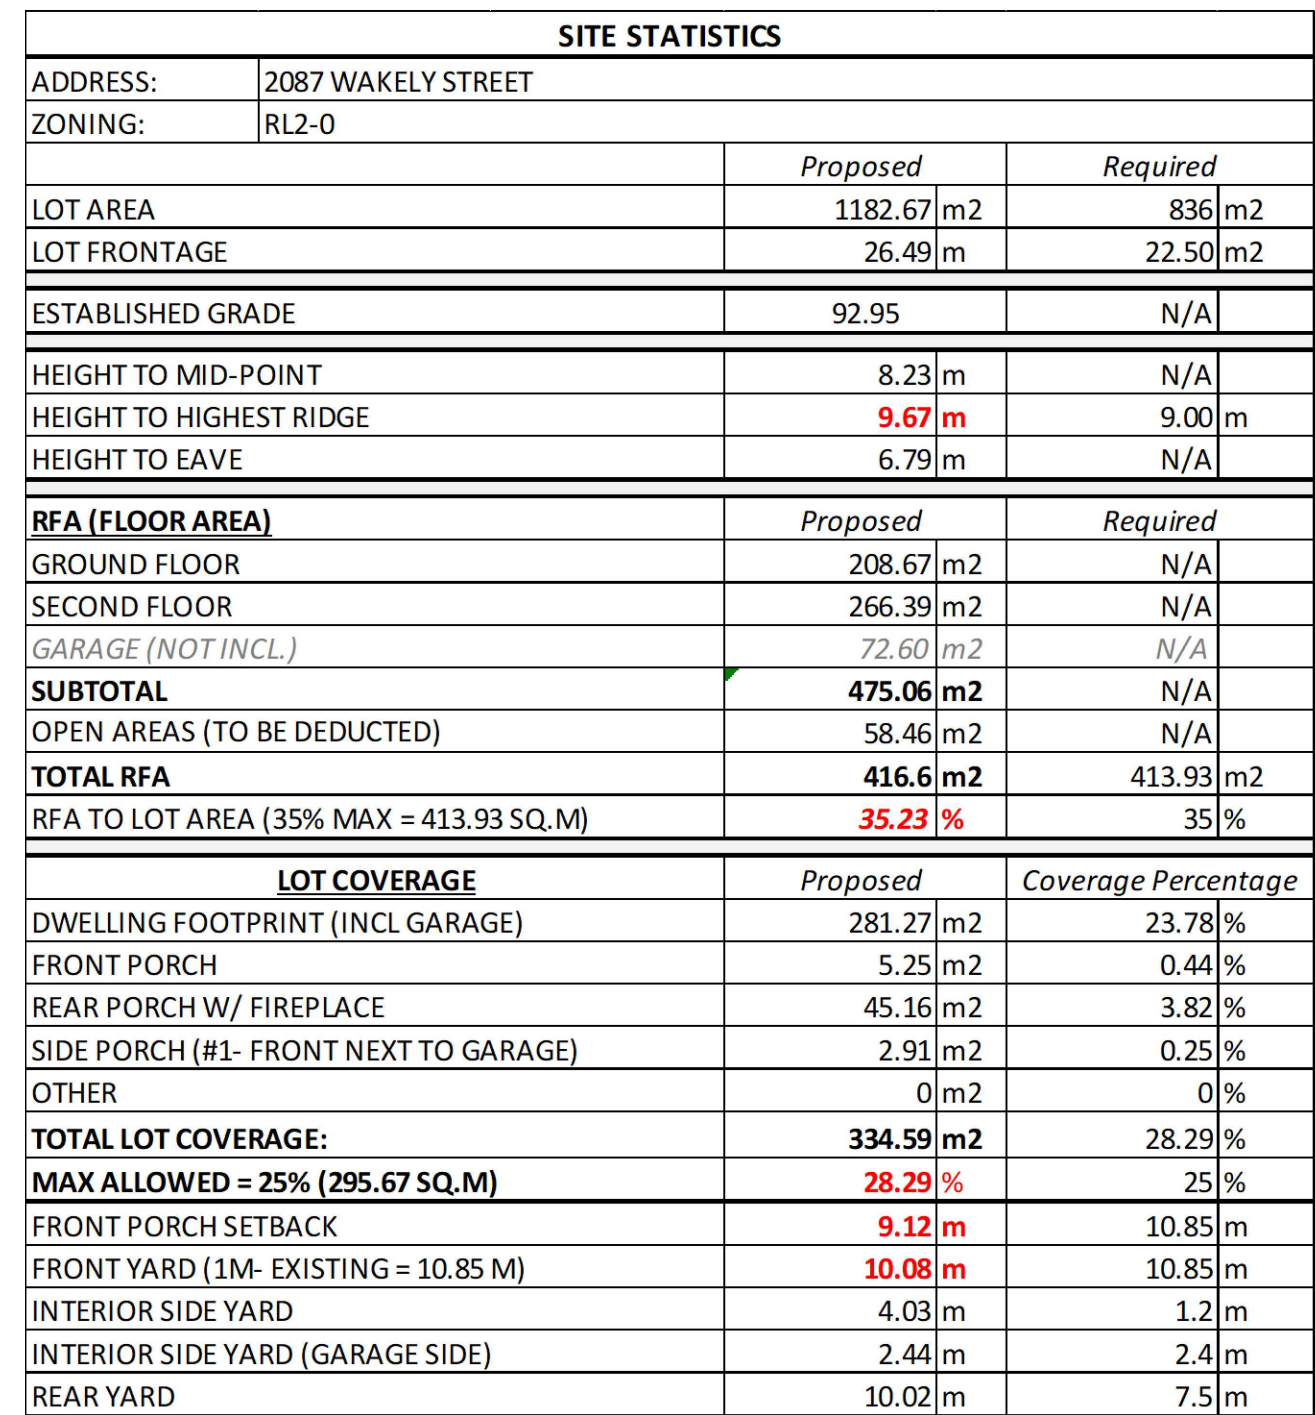 SITE STATISTICS
ADDRESS: 2087 WAKELY STREET
ZONING: RL2-0
Proposed Required
LOT AREA 1182.67 m2 836 m2
LOT FRONTAGE 26.49 m 22.50 m2
ESTABLISHED GRADE 92.95 N/A
HEIGHT TO MID-POINT 8.23 m N/A
HEIGHT TO HIGHEST RIDGE 9.67 m 9.00 m
HEIGHT TO EAVE 6.79 m N/A
RFA (FLOOR AREA) Proposed Required
GROUND FLOOR 208.67 m2 N/A
SECOND FLOOR 266.39 m2 N/A
GARAGE (NOT INCL.) 72.60 m2 N/A
SUBTOTAL 475.06 m2 N/A
OPEN AREAS (TO BE DEDUCTED) 58.46 m2 N/A
TOTAL RFA 416.6 m2 413.93 m2
RFA TO LOT AREA (35% MAX = 413.93 SQ.M) 35.23 % 35 %
LOT COVERAGE Proposed Coverage Percentage
DWELLING FOOTPRINT (INCL GARAGE) 281.27 m2 23.78 %
FRONT PORCH 5.25 m2 0.44 %
REAR PORCH W/ FIREPLACE 45.16 m2 3.82 %
SIDE PORCH (#1- FRONT NEXT TO GARAGE) 2.91 m2 0.25 %
OTHER 0 m2 0 %
TOTAL LOT COVERAGE: 334.59 m2 28.29 %
MAX ALLOWED = 25% (295.67 SQ.M) 28.29 % 25 %
FRONT PORCH SETBACK 9.12 m 10.85 m
FRONT YARD (1M- EXISTING = 10.85 M) 10.08 m 10.85 m
INTERIOR SIDE YARD 4.03 m 1.2 m
INTERIOR SIDE YARD (GARAGE SIDE) 2.44 m 2.4 m
REAR YARD 10.02 m 7.5 m